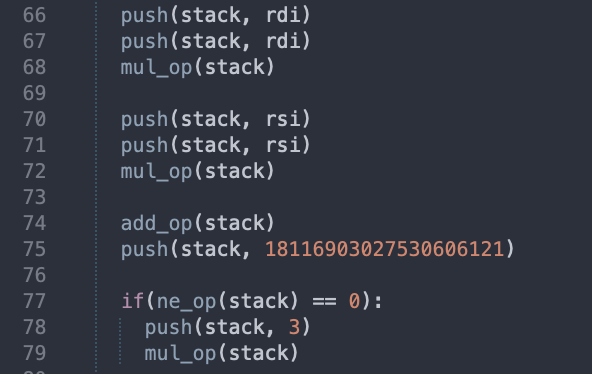 66 push(stack, rdi)
67 push(stack, rdi)
68 mul_op(stack)
69
70 push(stack, rsi)
71 push(stack, rsi)
72 mul_op(stack)
73
74 add_op(stack)
75 push(stack, 18116903027530606121)
76
77 if(ne_op(stack) == 0):
78 push(stack, 3)
79 mul_op(stack)